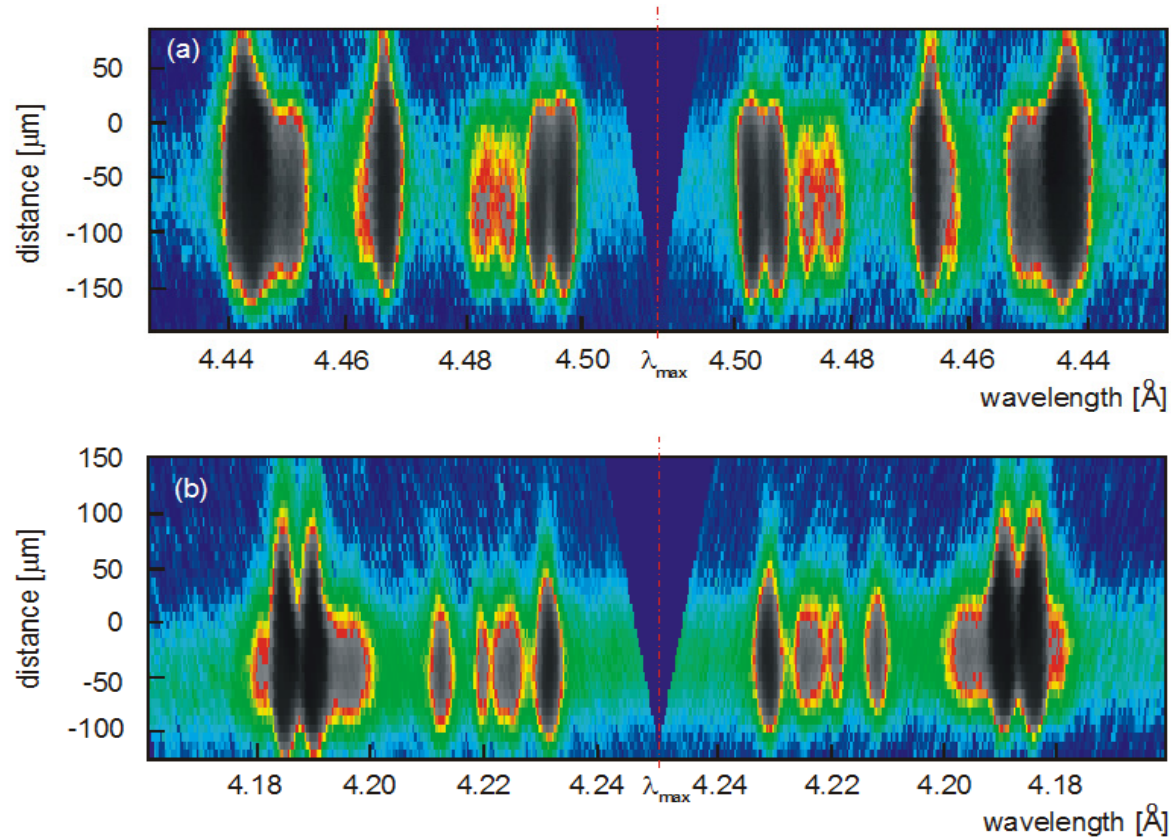 (a)
distance [µm]
50
0
-50
-100
-150
4.44 4.46 4.48 4.50 λmax 4.50 4.48 4.46 4.44
wavelength [Å]
(b)
distance [µm]
150
100
50
0
-50
-100
4.18 4.20 4.22 4.24 λmax 4.24 4.22 4.20 4.18
wavelength [Å]